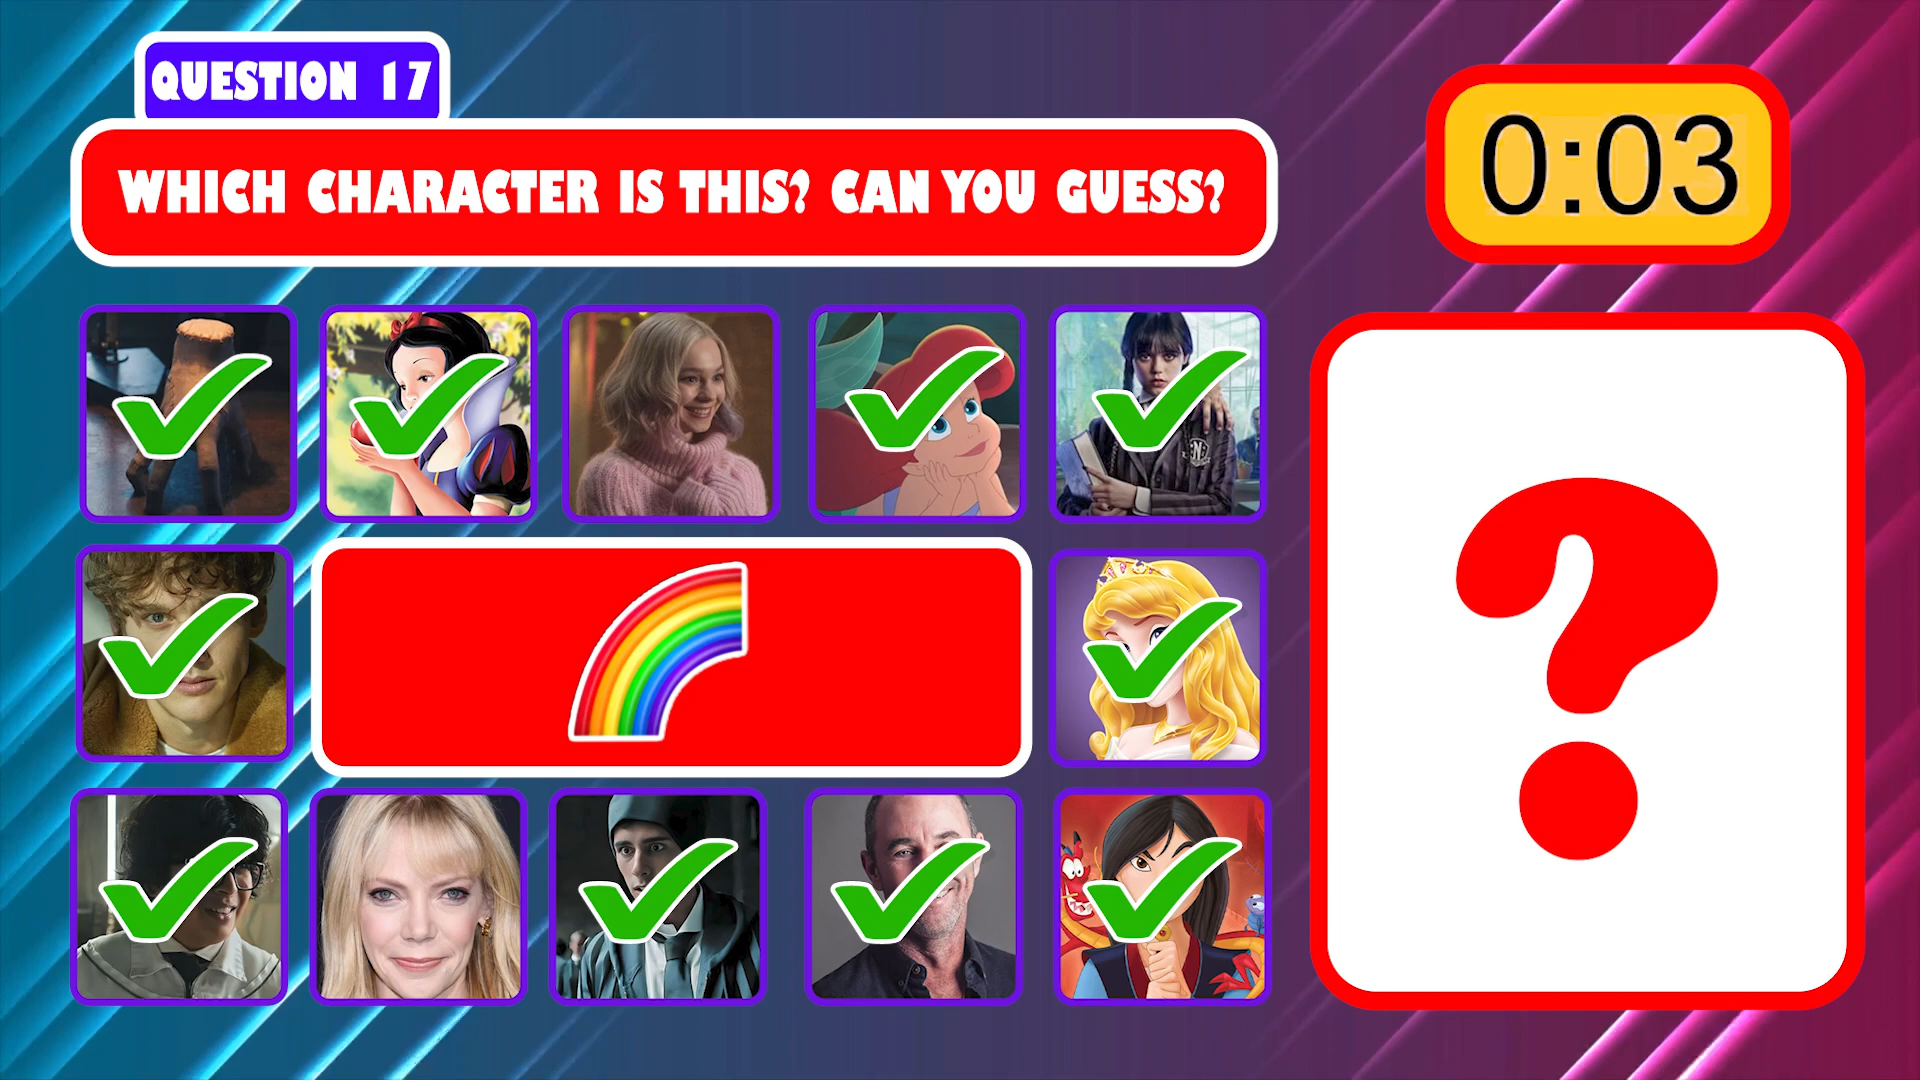 QUESTION 17
WHICH CHARACTER IS THIS? CAN YOU GUESS?
0:03
?